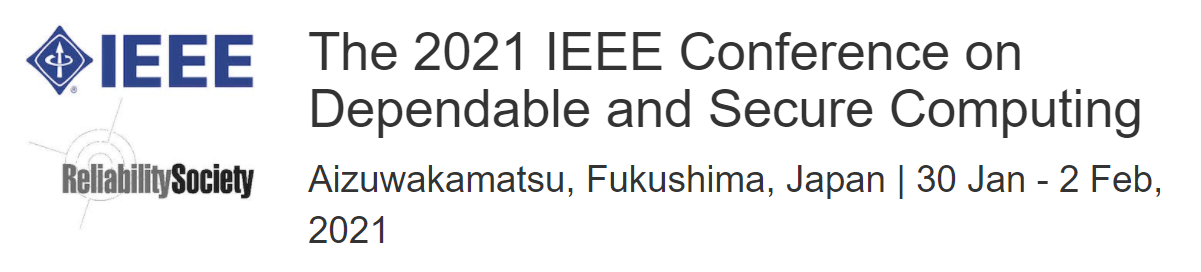 IEEE
®
ReliabilitySociety
The 2021 IEEE Conference on
Dependable and Secure Computing
Aizuwakamatsu, Fukushima, Japan | 30 Jan - 2 Feb,
2021